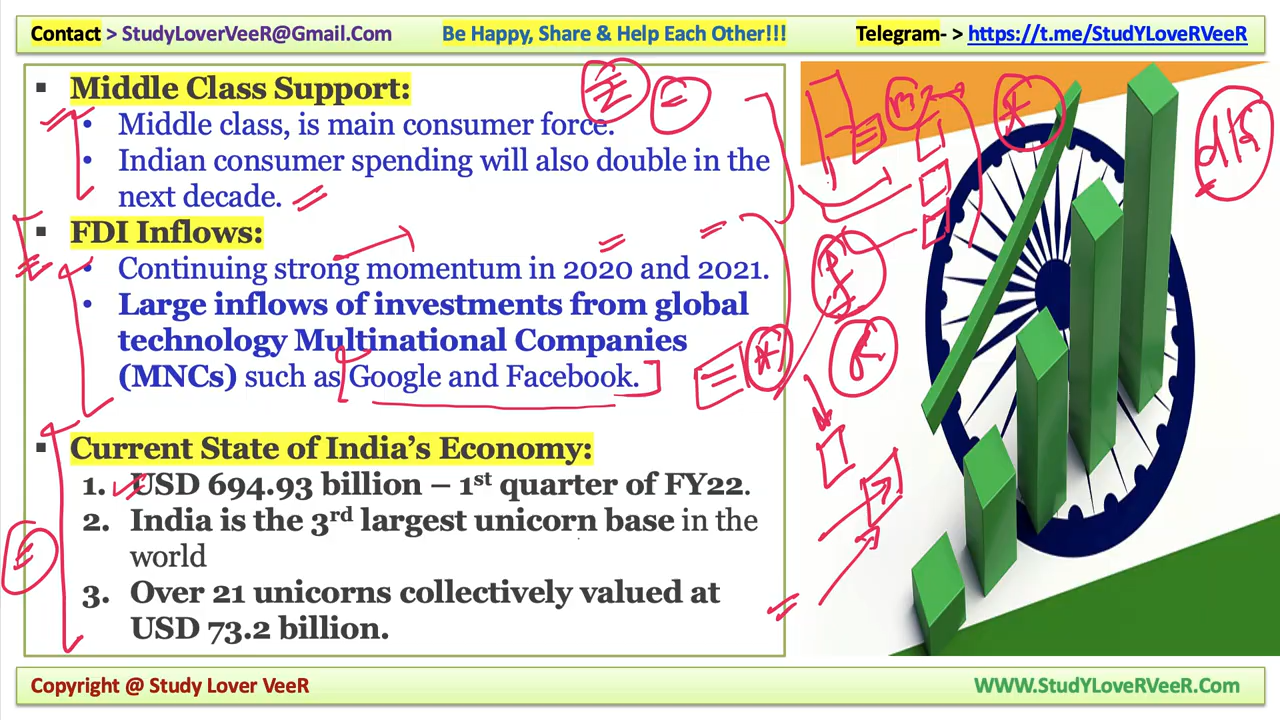 Contact > StudyLoverVeeR@Gmail.Com Be Happy, Share & Help Each Other!!! Telegram- > https://t.me/StudYLoveRVeeR
▪ Middle Class Support:
• Middle class, is main consumer force.
• Indian consumer spending will also double in the
next decade.
▪ FDI Inflows:
• Continuing strong momentum in 2020 and 2021.
• Large inflows of investments from global
technology Multinational Companies
(MNCs) such as Google and Facebook.
▪ Current State of India's Economy:
1. USD 694.93 billion – 1st quarter of FY22.
2. India is the 3rd largest unicorn base in the
world
3. Over 21 unicorns collectively valued at
USD 73.2 billion.
Copyright @ Study Lover VeeR WWW.StudYLoveRVeeR.Com